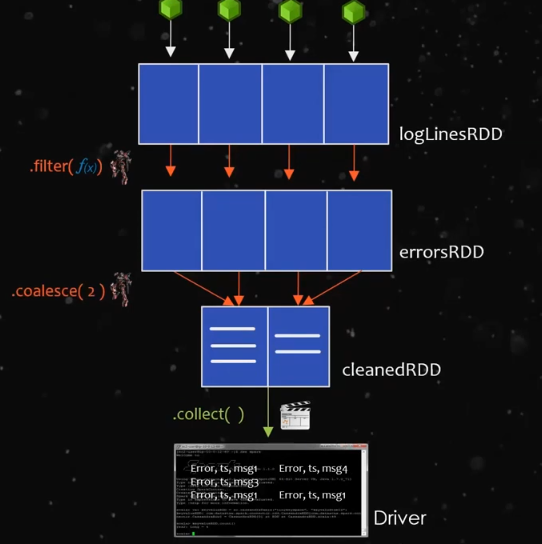 logLinesRDD
.filter( f(x) )
errorsRDD
.coalesce( 2 )
cleanedRDD
.collect( )
Error, ts, msg1 Error, ts, msg4
Error, ts, msg3
Error, ts, msg1 Error, ts, msg1
Driver